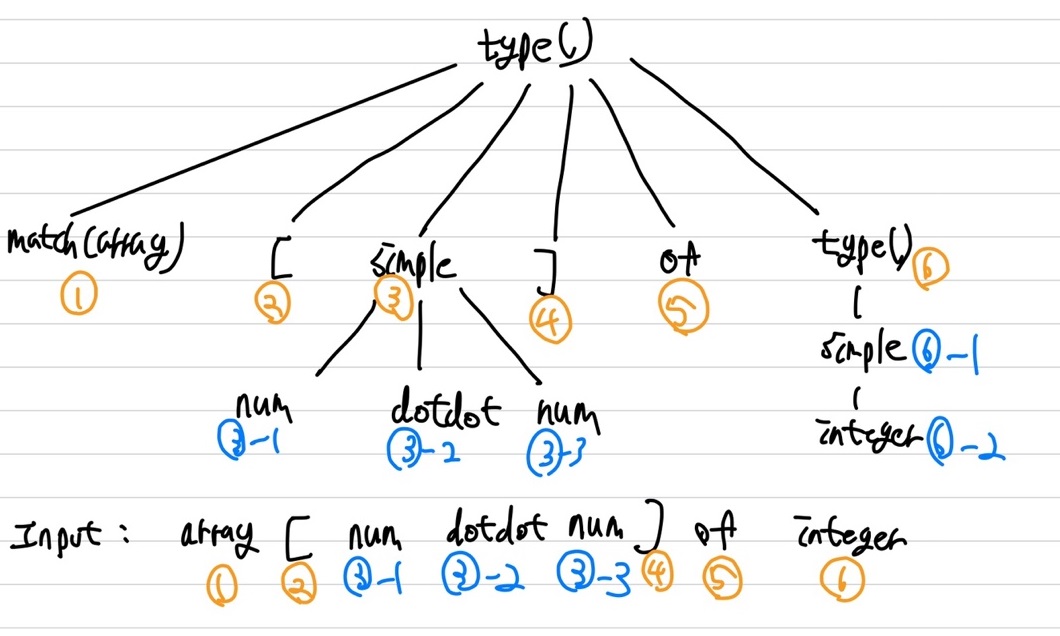 type()
match(array) [ simple ] of type() ⑥
① ② ③ ④ ⑤
simple ⑥-1
num dotdot num
③-1 ③-2 ③-3
integer ⑥-2
Input : array [ num dotdot num ] of integer
① ② ③-1 ③-2 ③-3 ④ ⑤ ⑥